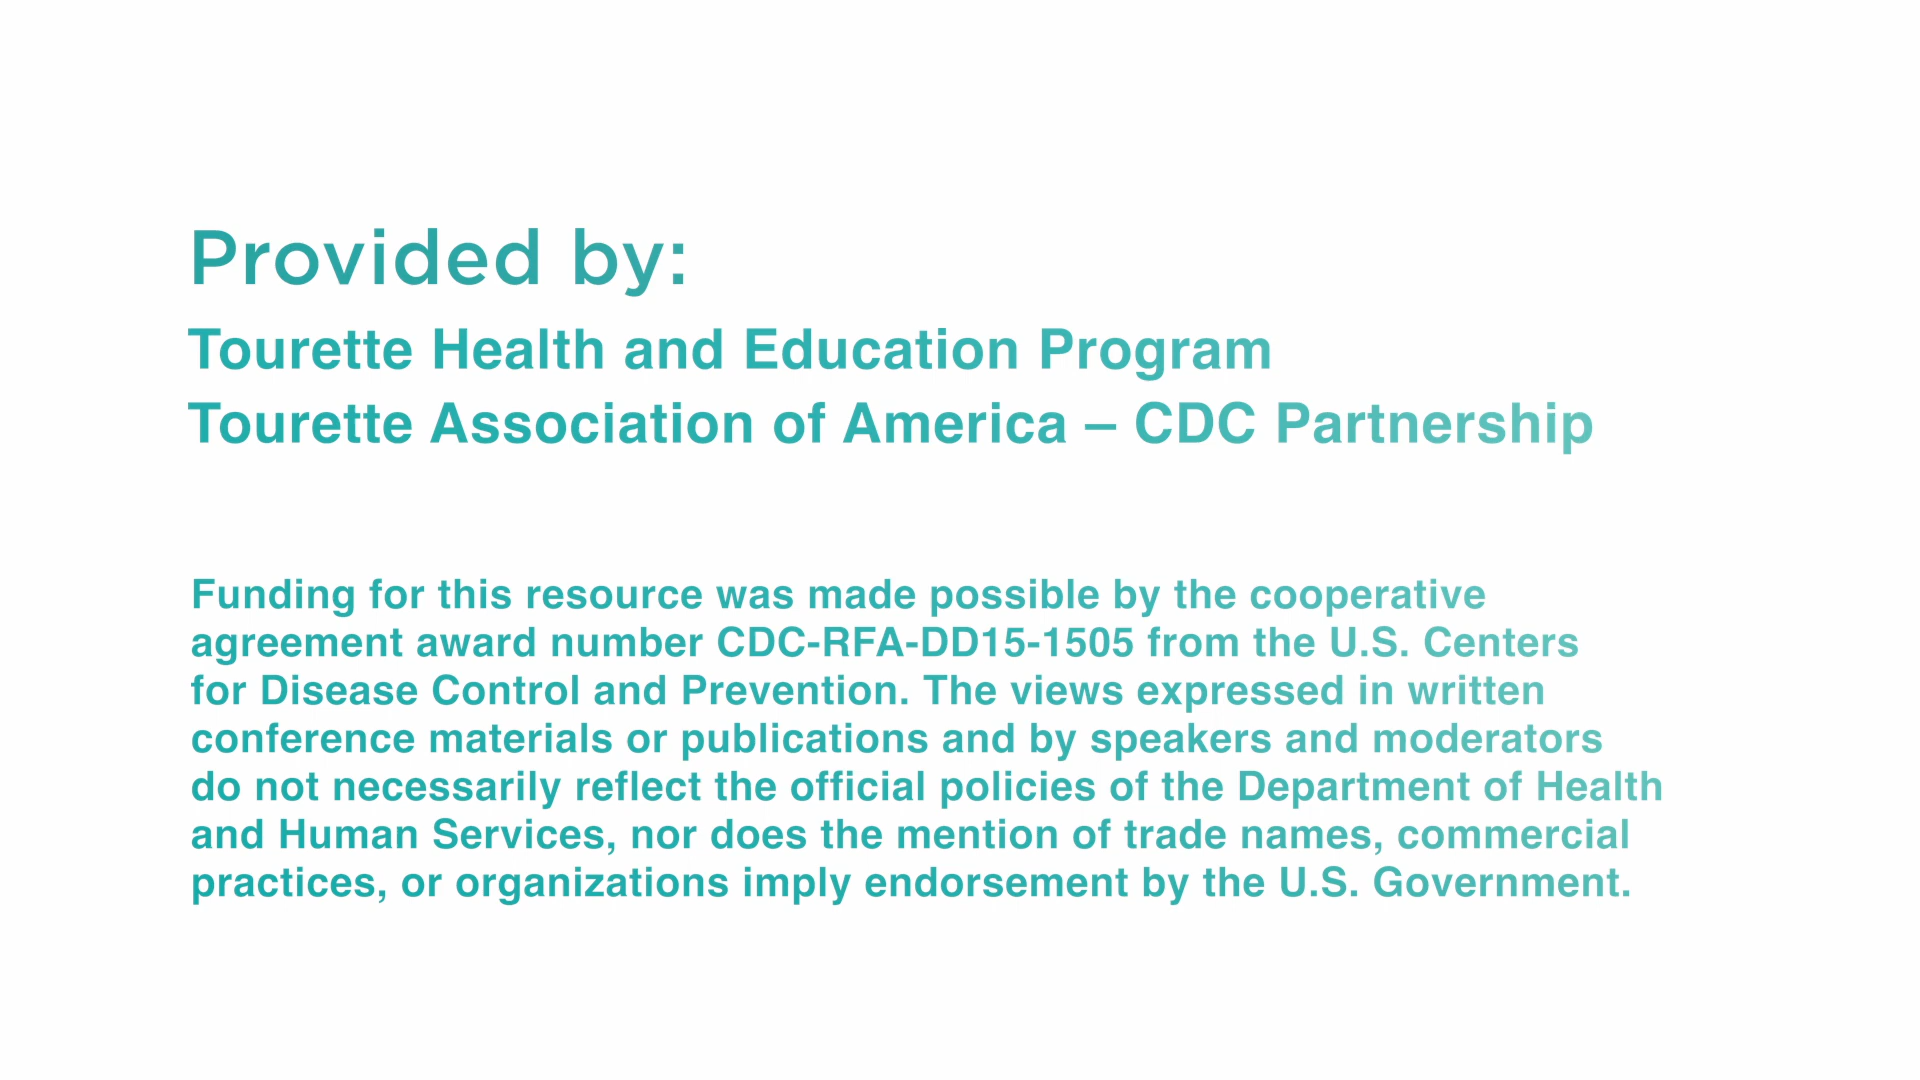 Provided by:
Tourette Health and Education Program
Tourette Association of America – CDC Partnership
Funding for this resource was made possible by the cooperative
agreement award number CDC-RFA-DD15-1505 from the U.S. Centers
for Disease Control and Prevention. The views expressed in written
conference materials or publications and by speakers and moderators
do not necessarily reflect the official policies of the Department of Health
and Human Services, nor does the mention of trade names, commercial
practices, or organizations imply endorsement by the U.S. Government.